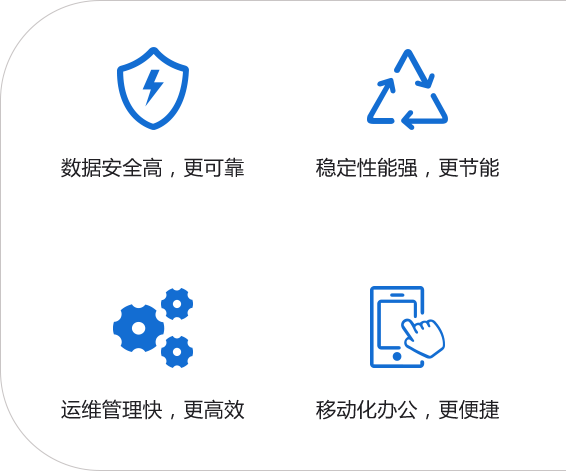 数据安全高，更可靠
稳定性能强，更节能
运维管理快，更高效
移动化办公，更便捷